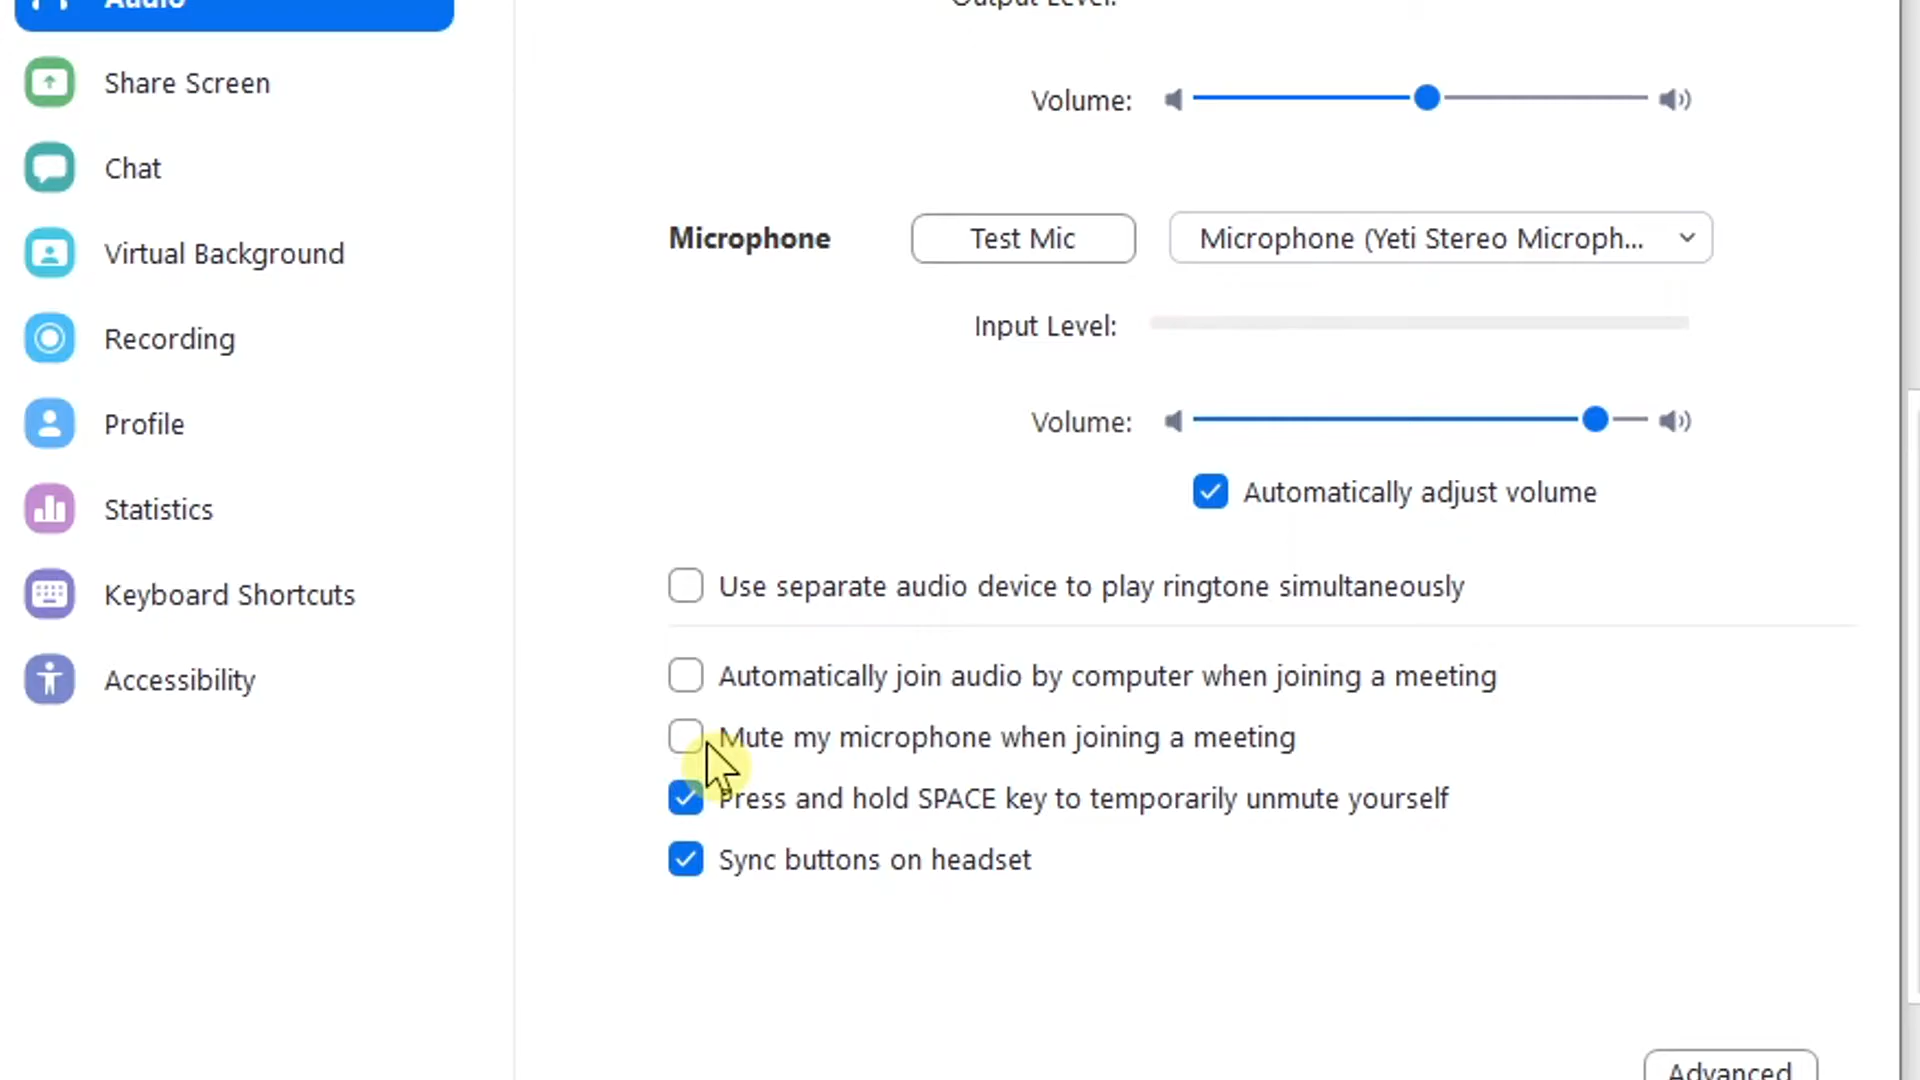 Audio
Output Level:
Share Screen
Volume:
Chat
Microphone
Test Mic
Microphone (Yeti Stereo Microph...
Virtual Background
Input Level:
Recording
Profile
Volume:
Statistics
Automatically adjust volume
Keyboard Shortcuts
Use separate audio device to play ringtone simultaneously
Accessibility
Automatically join audio by computer when joining a meeting
Mute my microphone when joining a meeting
Press and hold SPACE key to temporarily unmute yourself
Sync buttons on headset
Advanced